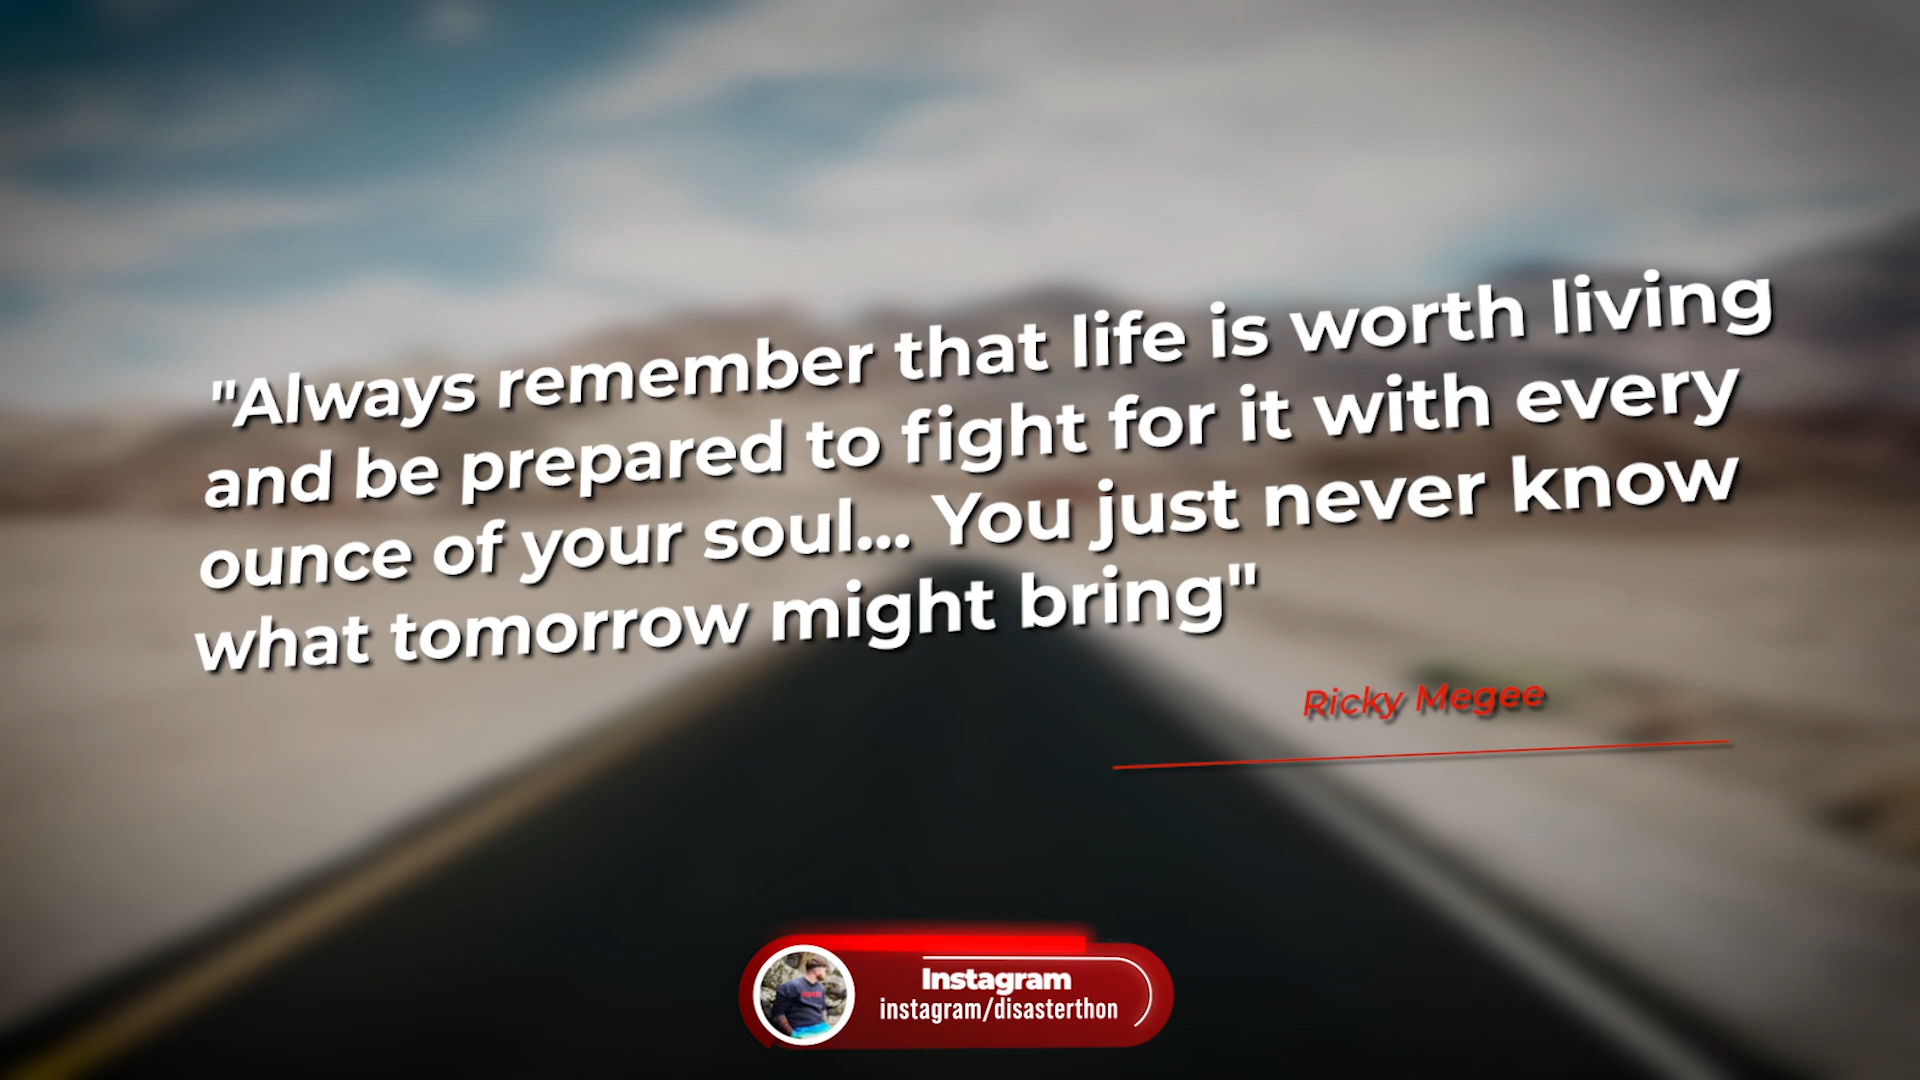 "Always remember that life is worth living
and be prepared to fight for it with every
ounce of your soul... You just never know
what tomorrow might bring"
Ricky Megee
Instagram
instagram/disasterthon